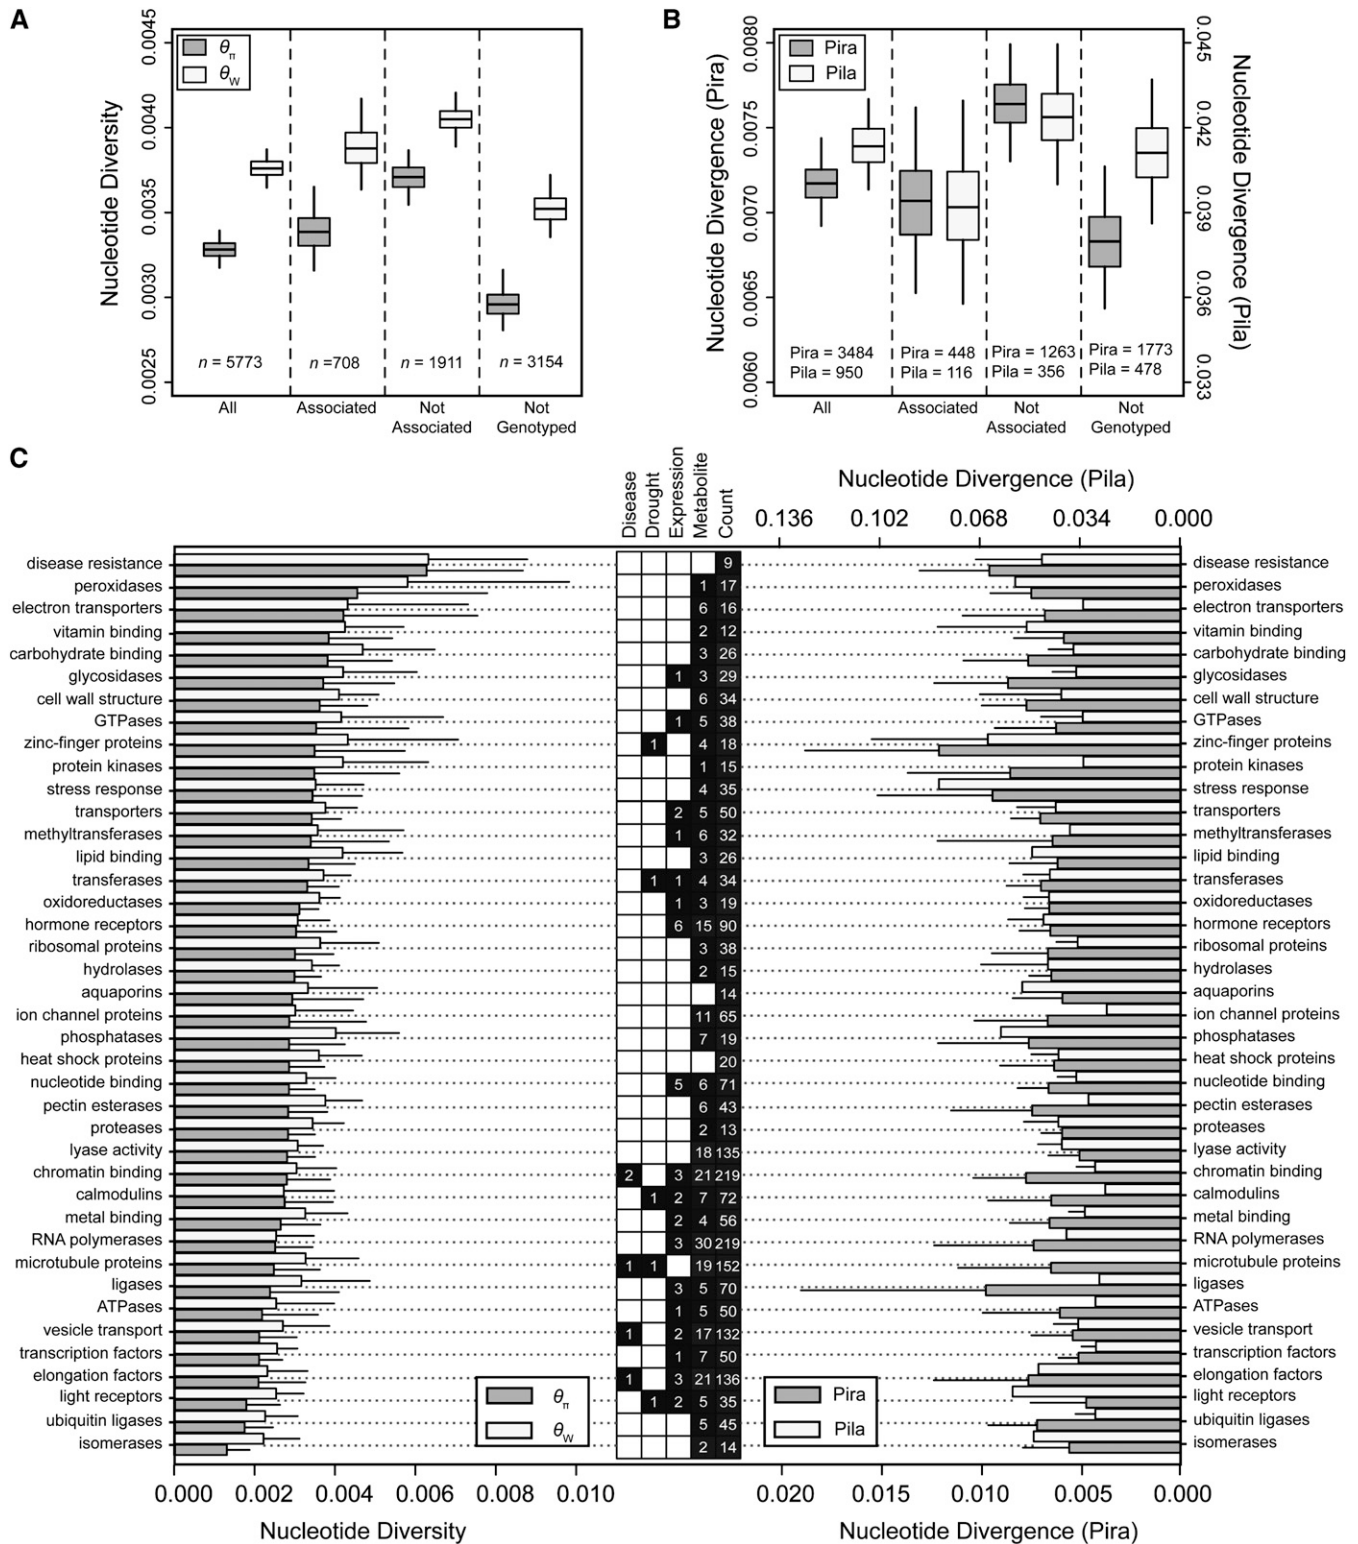 A
Nucleotide Diversity
0.0025 0.0030 0.0035 0.0040 0.0045
θπ
θW
n = 5773
n =708
n = 1911
n = 3154
All
Associated
Not
Associated
Not
Genotyped
B
Nucleotide Divergence (Pira)
0.0060 0.0065 0.0070 0.0075 0.0080
Pira
Pila
Pira = 3484
Pila = 950
Pira = 448
Pila = 116
Pira = 1263
Pila = 356
Pira = 1773
Pila = 478
All
Associated
Not
Associated
Not
Genotyped
0.033 0.036 0.039 0.042 0.045
Nucleotide Divergence (Pila)
C
Disease Drought Expression Metabolite Count
Nucleotide Divergence (Pila)
0.136 0.102 0.068 0.034 0.000
disease resistance 9 disease resistance
peroxidases 1 17 peroxidases
electron transporters 6 16 electron transporters
vitamin binding 2 12 vitamin binding
carbohydrate binding 3 26 carbohydrate binding
glycosidases 1 3 29 glycosidases
cell wall structure 6 34 cell wall structure
GTPases 1 5 38 GTPases
zinc-finger proteins 1 4 18 zinc-finger proteins
protein kinases 1 15 protein kinases
stress response 4 35 stress response
transporters 2 5 50 transporters
methyltransferases 1 6 32 methyltransferases
lipid binding 3 26 lipid binding
transferases 1 1 4 34 transferases
oxidoreductases 1 3 19 oxidoreductases
hormone receptors 6 15 90 hormone receptors
ribosomal proteins 3 38 ribosomal proteins
hydrolases 2 15 hydrolases
aquaporins 14 aquaporins
ion channel proteins 11 65 ion channel proteins
phosphatases 7 19 phosphatases
heat shock proteins 20 heat shock proteins
nucleotide binding 5 6 71 nucleotide binding
pectin esterases 6 43 pectin esterases
proteases 2 13 proteases
lyase activity 18 135 lyase activity
chromatin binding 2 3 21 219 chromatin binding
calmodulins 1 2 7 72 calmodulins
metal binding 2 4 56 metal binding
RNA polymerases 3 30 219 RNA polymerases
microtubule proteins 1 1 19 152 microtubule proteins
ligases 3 5 70 ligases
ATPases 1 5 50 ATPases
vesicle transport 1 2 17 132 vesicle transport
transcription factors 1 7 50 transcription factors
elongation factors 1 3 21 136 elongation factors
light receptors 1 2 5 35 light receptors
ubiquitin ligases 5 45 ubiquitin ligases
isomerases 2 14 isomerases
θπ
θW
Pira
Pila
0.000 0.002 0.004 0.006 0.008 0.010
Nucleotide Diversity
0.020 0.015 0.010 0.005 0.000
Nucleotide Divergence (Pira)